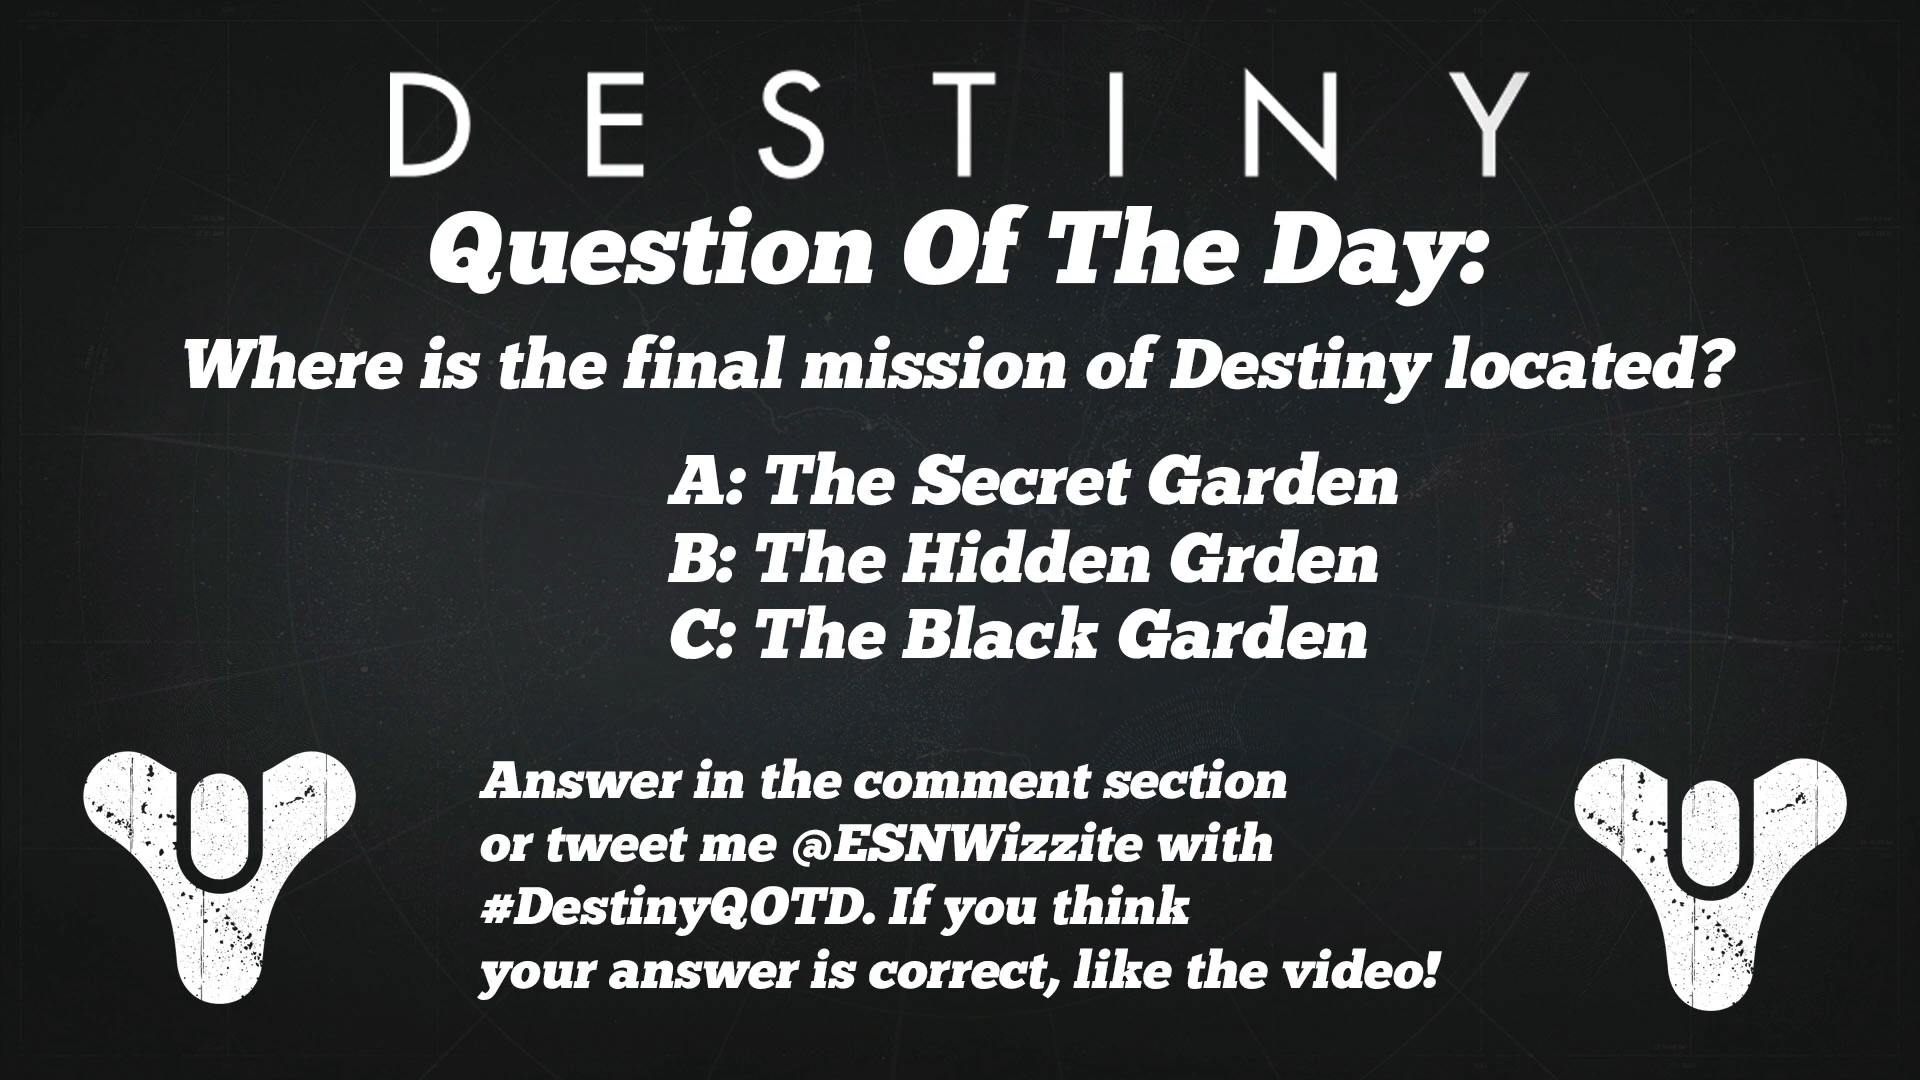 DESTINY
Question Of The Day:
Where is the final mission of Destiny located?
A: The Secret Garden
B: The Hidden Grden
C: The Black Garden
Answer in the comment section
or tweet me @ESNWizzite with
#DestinyQOTD. If you think
your answer is correct, like the video!